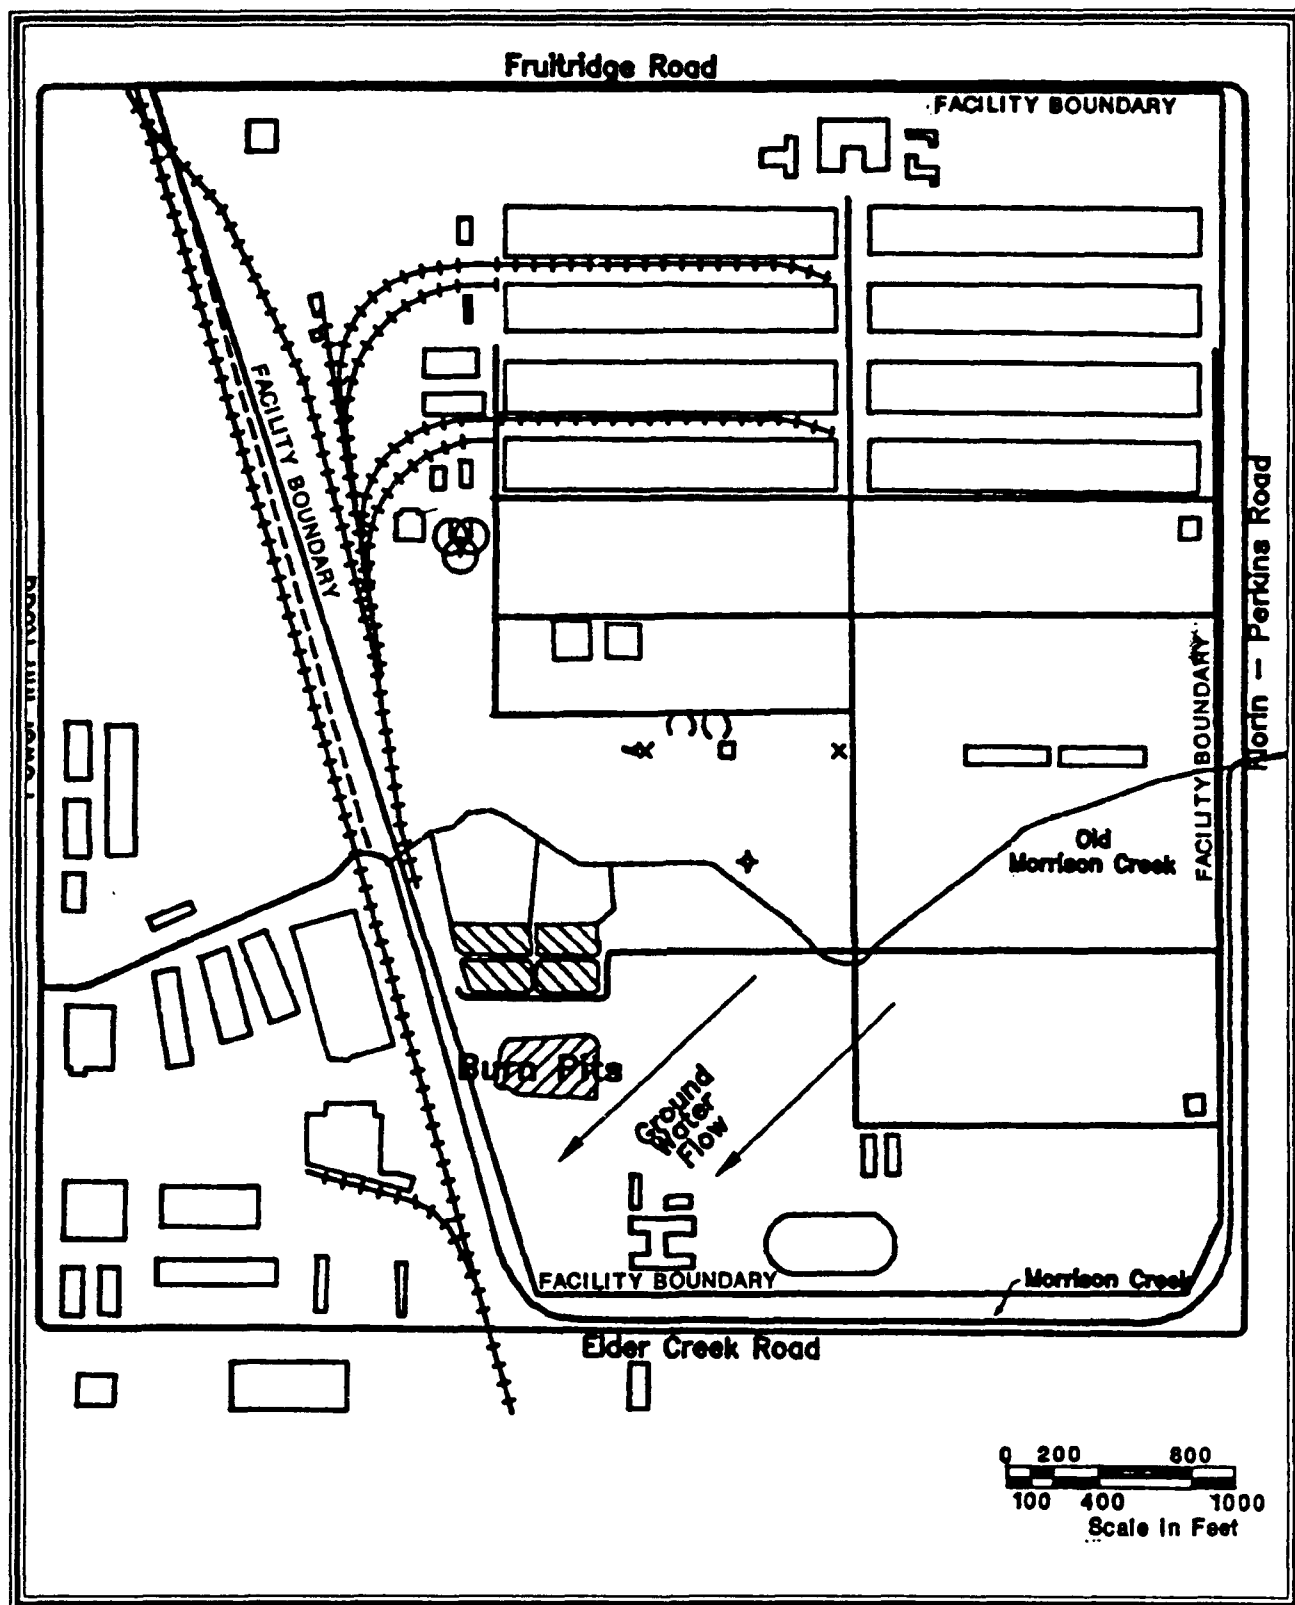 Fruitridge Road
FACILITY BOUNDARY
FACILITY BOUNDARY
Perkins Road
FACILITY BOUNDARY
Old
Morrison Creek
Burn Pits
Ground
Water
Flow
FACILITY BOUNDARY
Morrison Creek
Elder Creek Road
0 200 800
100 400 1000
Scale in Feet